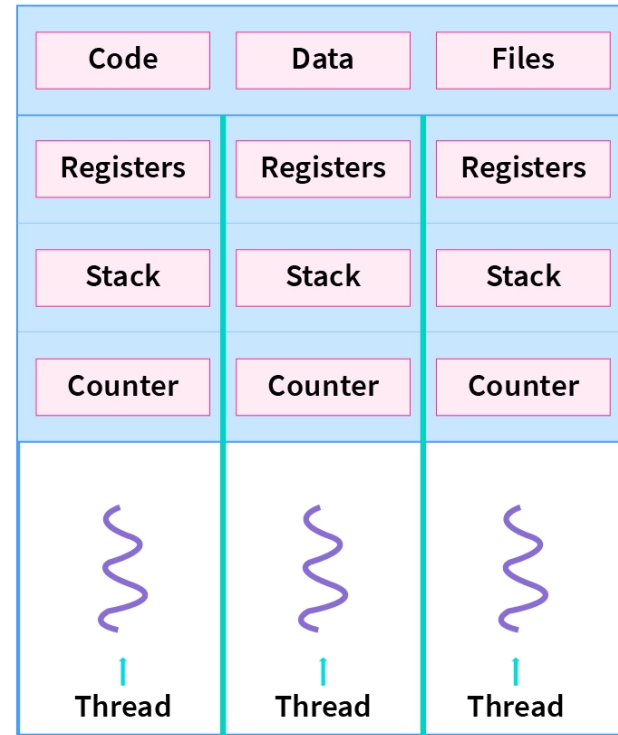 Code Data Files
Registers Registers Registers
Stack Stack Stack
Counter Counter Counter
Thread Thread Thread